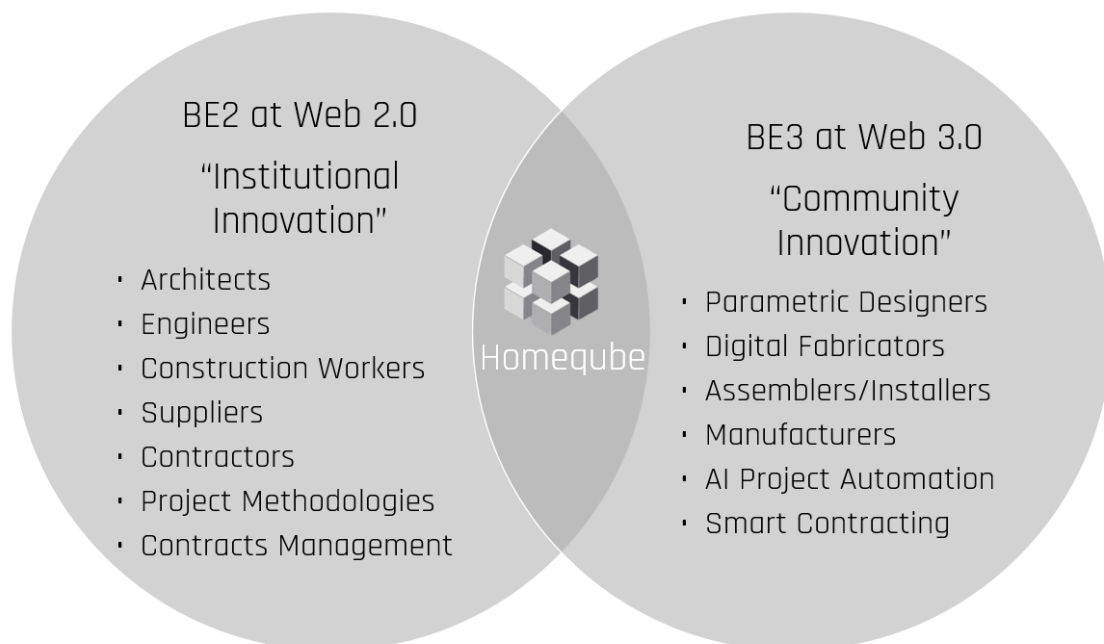 BE2 at Web 2.0
“Institutional
Innovation”
· Architects
· Engineers
· Construction Workers
· Suppliers
· Contractors
· Project Methodologies
· Contracts Management
Homeqube
BE3 at Web 3.0
“Community
Innovation”
· Parametric Designers
· Digital Fabricators
· Assemblers/Installers
· Manufacturers
· AI Project Automation
· Smart Contracting